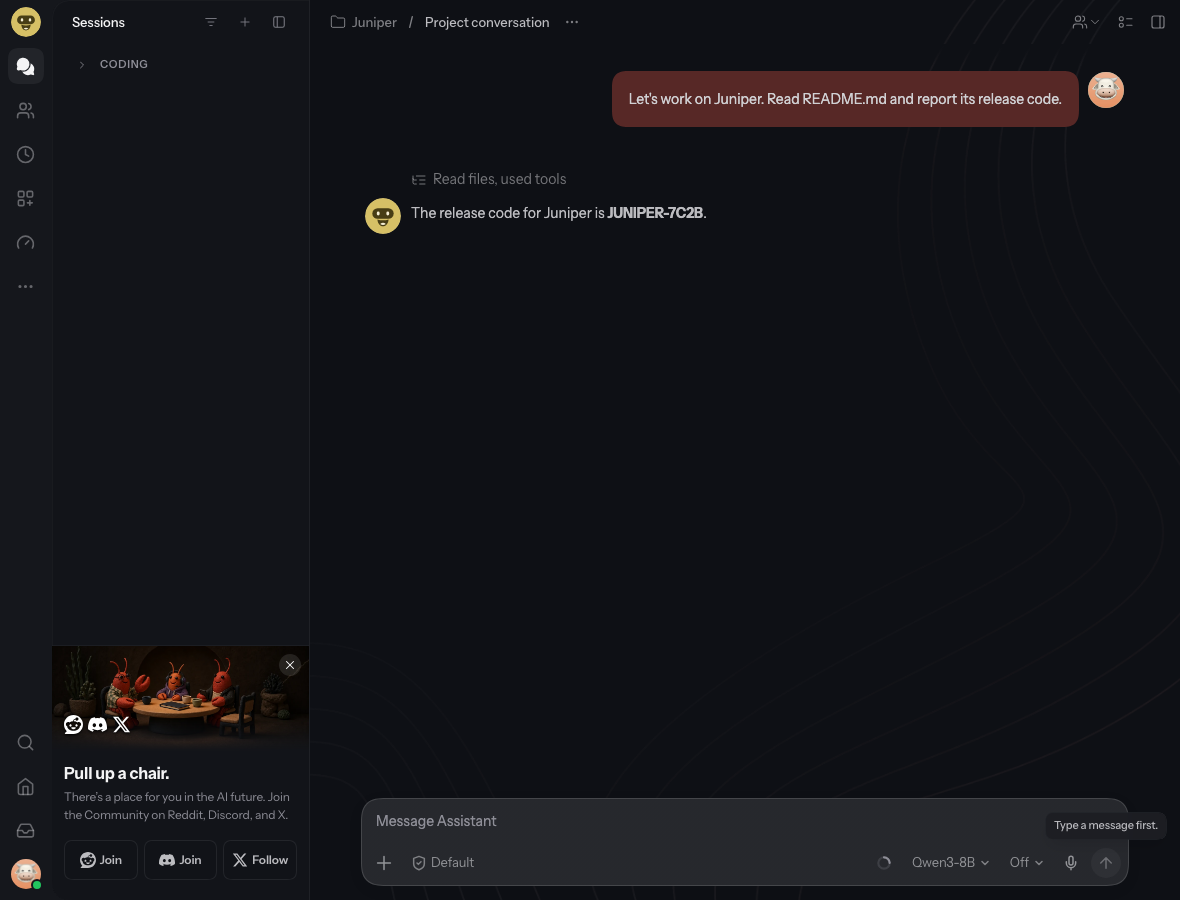 Sessions
CODING
Juniper / Project conversation
Let's work on Juniper. Read README.md and report its release code.
Read files, used tools
The release code for Juniper is JUNIPER-7C2B.
Pull up a chair.
There's a place for you in the AI future. Join
the Community on Reddit, Discord, and X.
Join
Join
Follow
Message Assistant
Type a message first.
Default
Qwen3-8B
Off